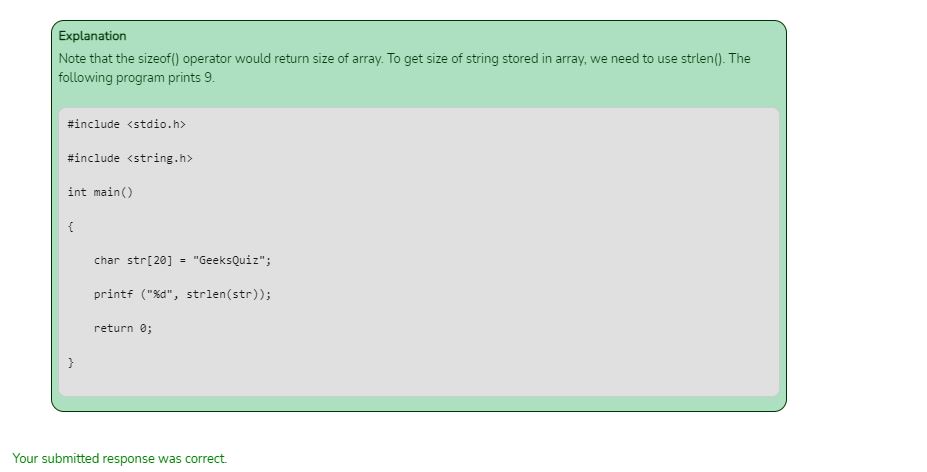 Explanation
Note that the sizeof() operator would return size of array. To get size of string stored in array, we need to use strlen(). The
following program prints 9.
#include <stdio.h>
#include <string.h>
int main()
{
    char str[20] = "GeeksQuiz";
    printf ("%d", strlen(str));
    return 0;
}
Your submitted response was correct.